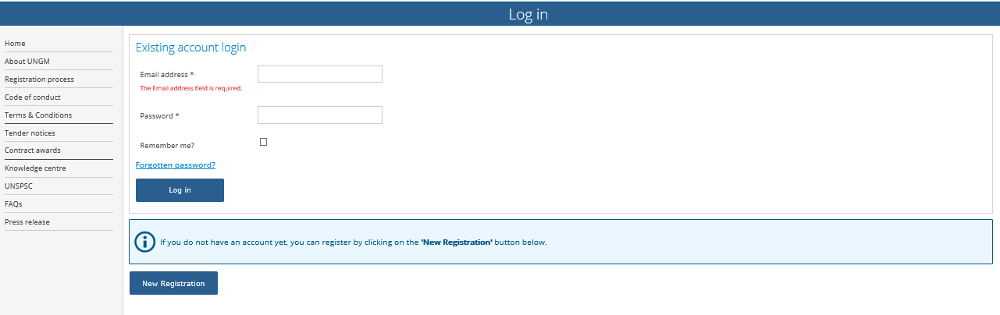 Log in
Home
About UNGM
Registration process
Code of conduct
Terms & Conditions
Tender notices
Contract awards
Knowledge centre
UNSPSC
FAQs
Press release
Existing account login
Email address *
The Email address field is required.
Password *
Remember me?
Forgotten password?
Log in
If you do not have an account yet, you can register by clicking on the 'New Registration' button below.
New Registration